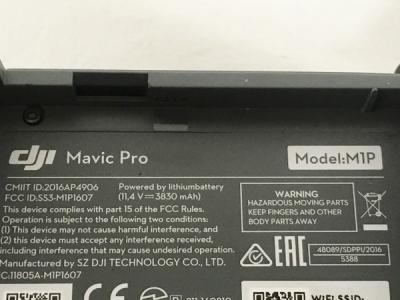 dji Mavic Pro Model:M1P
CMIIT ID:2016AP4906 Powered by lithiumbattery
FCC ID:SS3-M1P1607 (11,4 V⎓3830 mAh)
This device complies with part 15 of the FCC Rules.
Operation is subject to the following two conditions:
(1) This device may not cause harmful interference, and
(2) this device must accept any interference received,
including interference that may cause undesired operation.
Manufactured by SZ DJI TECHNOLOGY CO., LTD.
IC:11805A-M1P1607
WARNING
HAZARDOUS MOVING PARTS
KEEP FINGERS AND OTHER
BODY PARTS AWAY
EAC
48089/SDPPI/2016
5388
WiFi SSID: